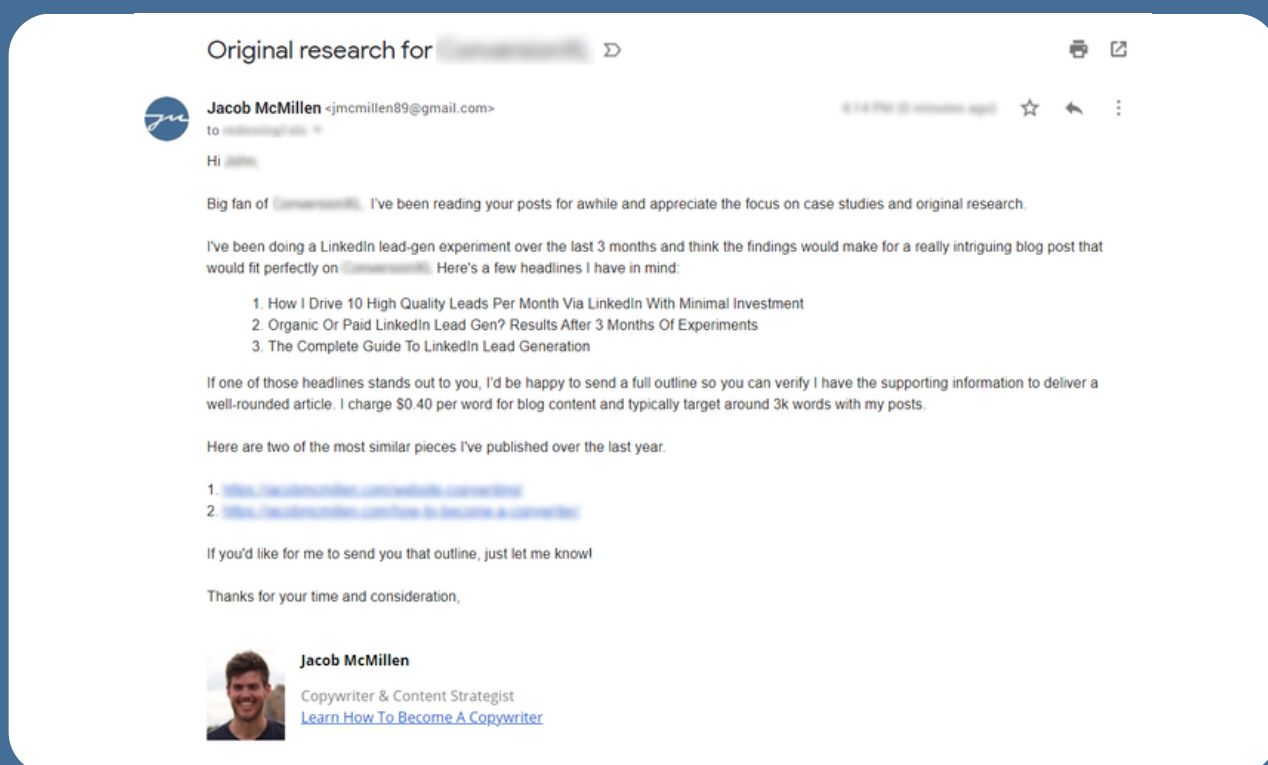 Original research for
Jacob McMillen <jmcmillen89@gmail.com>
to
Hi
Big fan of I've been reading your posts for awhile and appreciate the focus on case studies and original research.
I've been doing a LinkedIn lead-gen experiment over the last 3 months and think the findings would make for a really intriguing blog post that
would fit perfectly on Here's a few headlines I have in mind:
1. How I Drive 10 High Quality Leads Per Month Via LinkedIn With Minimal Investment
2. Organic Or Paid LinkedIn Lead Gen? Results After 3 Months Of Experiments
3. The Complete Guide To LinkedIn Lead Generation
If one of those headlines stands out to you, I'd be happy to send a full outline so you can verify I have the supporting information to deliver a
well-rounded article. I charge $0.40 per word for blog content and typically target around 3k words with my posts.
Here are two of the most similar pieces I've published over the last year.
1.
2.
If you'd like for me to send you that outline, just let me know!
Thanks for your time and consideration,
Jacob McMillen
Copywriter & Content Strategist
Learn How To Become A Copywriter